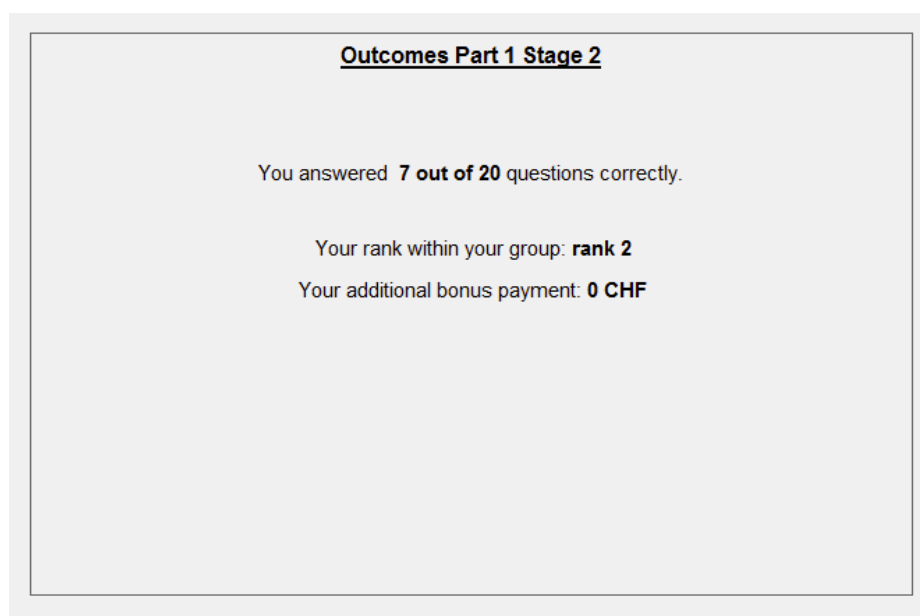 Outcomes Part 1 Stage 2
You answered 7 out of 20 questions correctly.
Your rank within your group: rank 2
Your additional bonus payment: 0 CHF